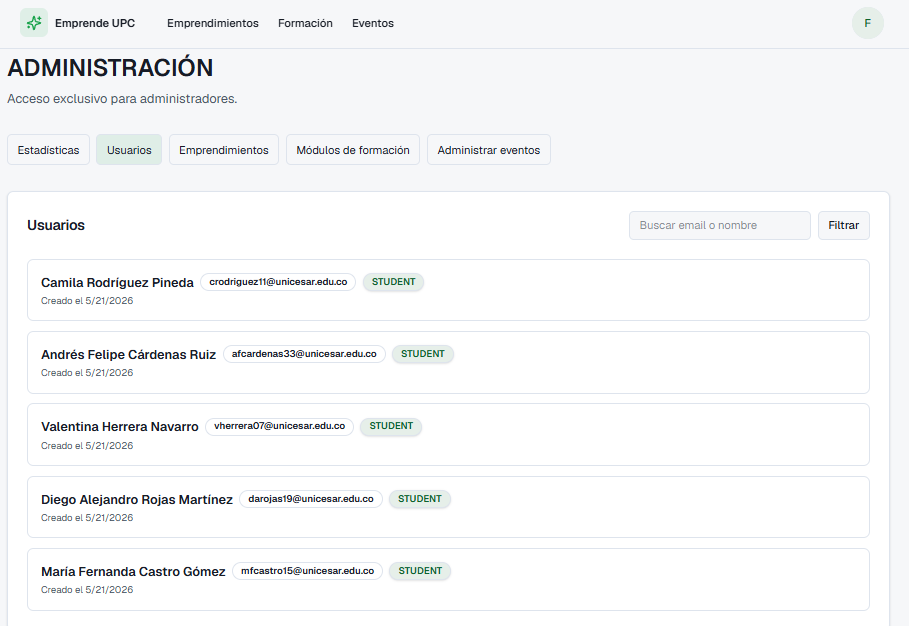 Emprende UPC Emprendimientos Formación Eventos F
ADMINISTRACIÓN
Acceso exclusivo para administradores.
Estadísticas Usuarios Emprendimientos Módulos de formación Administrar eventos
Usuarios Buscar email o nombre Filtrar
Camila Rodríguez Pineda crodriguez11@unicesar.edu.co STUDENT
Creado el 5/21/2026
Andrés Felipe Cárdenas Ruiz afcardenas33@unicesar.edu.co STUDENT
Creado el 5/21/2026
Valentina Herrera Navarro vherrera07@unicesar.edu.co STUDENT
Creado el 5/21/2026
Diego Alejandro Rojas Martínez darojas19@unicesar.edu.co STUDENT
Creado el 5/21/2026
María Fernanda Castro Gómez mfcastro15@unicesar.edu.co STUDENT
Creado el 5/21/2026